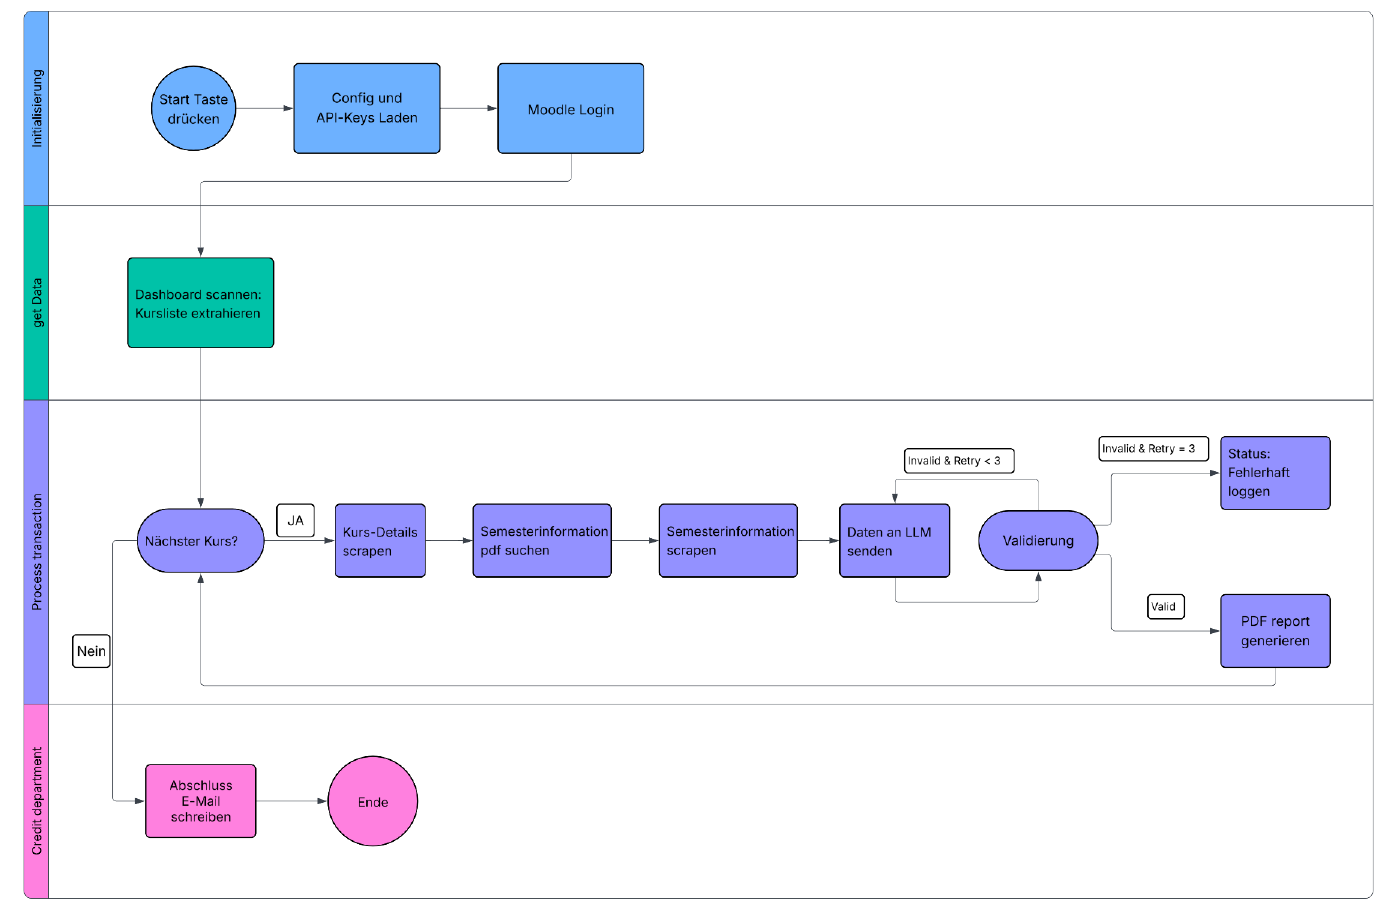 Initialisierung
Start Taste
drücken
Config und
API-Keys Laden
Moodle Login
get Data
Dashboard scannen:
Kursliste extrahieren
Process transaction
Nächster Kurs?
JA
Kurs-Details
scrapen
Semesterinformation
pdf suchen
Semesterinformation
scrapen
Daten an LLM
senden
Invalid & Retry < 3
Validierung
Invalid & Retry = 3
Status:
Fehlerhaft
loggen
Valid
PDF report
generieren
Nein
Credit department
Abschluss
E-Mail
schreiben
Ende